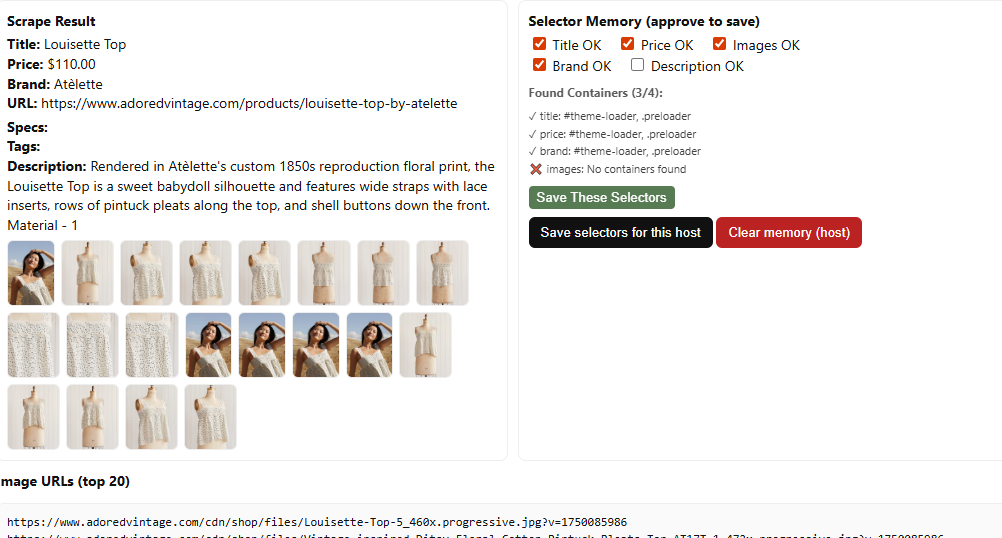 Scrape Result
Title: Louisette Top
Price: $110.00
Brand: Atèlette
URL: https://www.adoredvintage.com/products/louisette-top-by-atelette
Specs:
Tags:
Description: Rendered in Atèlette's custom 1850s reproduction floral print, the
Louisette Top is a sweet babydoll silhouette and features wide straps with lace
inserts, rows of pintuck pleats along the top, and shell buttons down the front.
Material - 1
Selector Memory (approve to save)
Title OK Price OK Images OK
Brand OK Description OK
Found Containers (3/4):
✓ title: #theme-loader, .preloader
✓ price: #theme-loader, .preloader
✓ brand: #theme-loader, .preloader
❌ images: No containers found
Save These Selectors
Save selectors for this host Clear memory (host)
mage URLs (top 20)
https://www.adoredvintage.com/cdn/shop/files/Louisette-Top-5_460x.progressive.jpg?v=1750085986